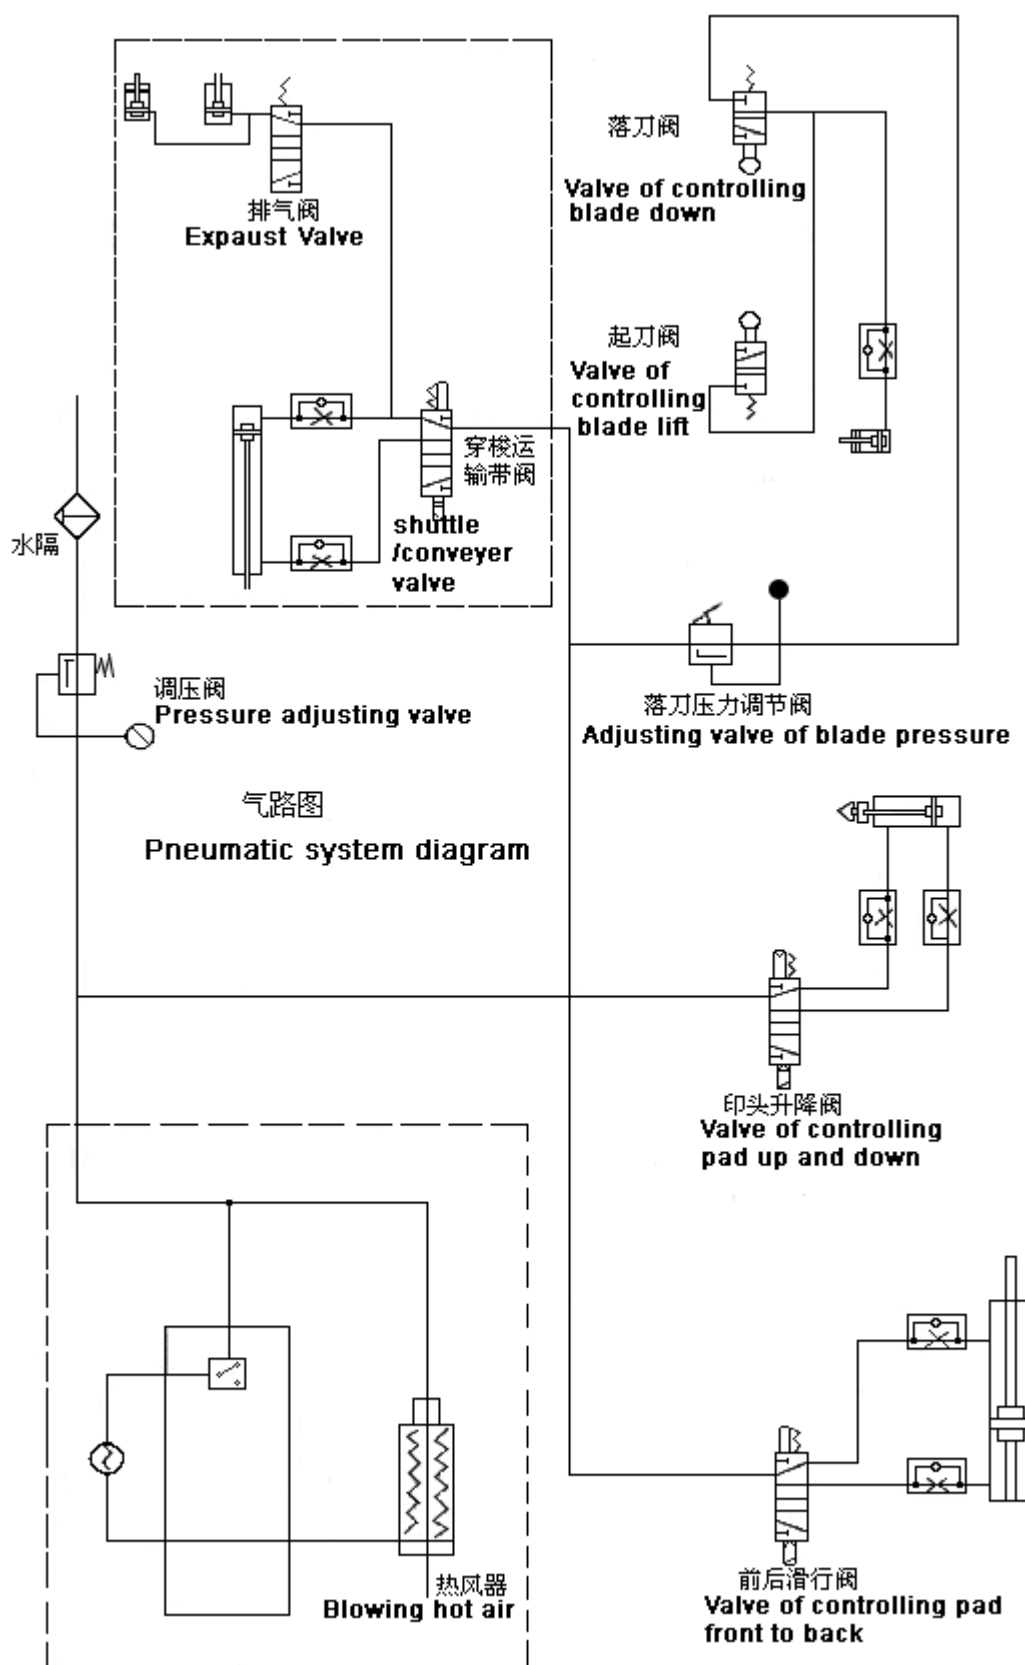 落刀阀
Valve of controlling
blade down
排气阀
Expaust Valve
起刀阀
Valve of
controlling
blade lift
穿梭运
输带阀
shuttle
/conveyer
valve
水隔
调压阀
Pressure adjusting valve
落刀压力调节阀
Adjusting valve of blade pressure
气路图
Pneumatic system diagram
印头升降阀
Valve of controlling
pad up and down
热风器
Blowing hot air
前后滑行阀
Valve of controlling pad
front to back